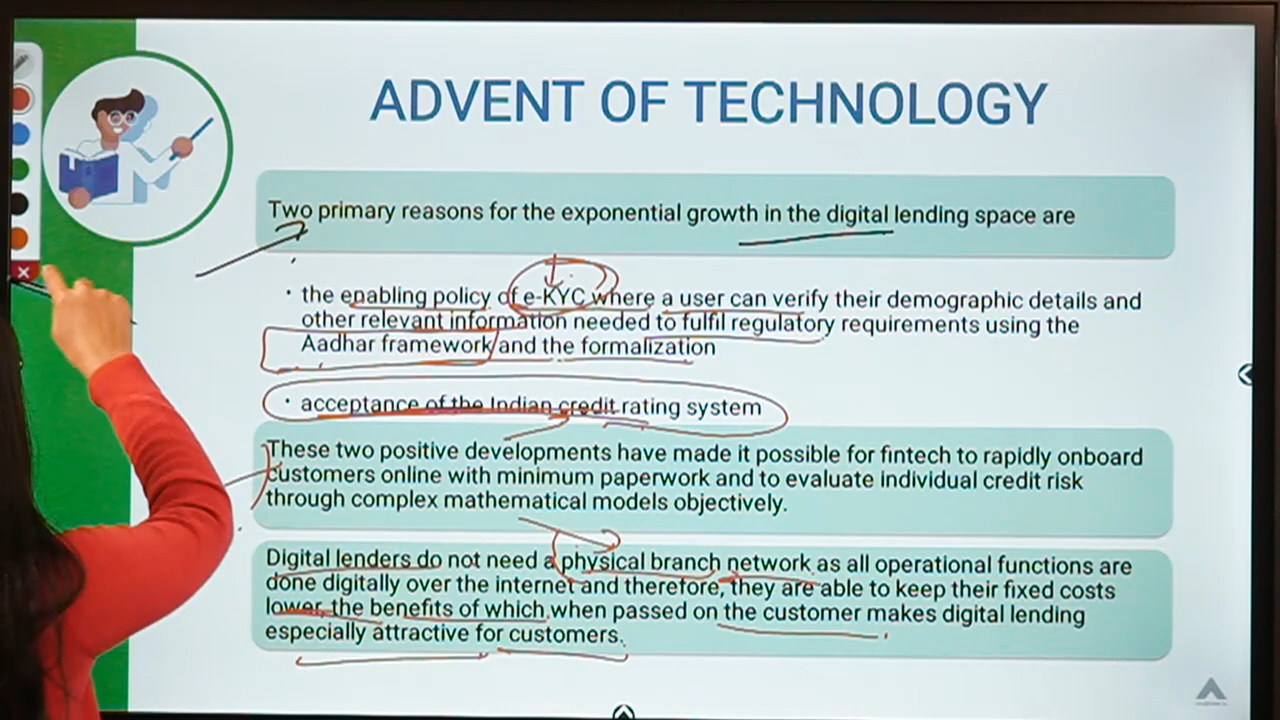 ADVENT OF TECHNOLOGY
Two primary reasons for the exponential growth in the digital lending space are
· the enabling policy of e-KYC where a user can verify their demographic details and
other relevant information needed to fulfil regulatory requirements using the
Aadhar framework and the formalization
· acceptance of the Indian credit rating system
These two positive developments have made it possible for fintech to rapidly onboard
customers online with minimum paperwork and to evaluate individual credit risk
through complex mathematical models objectively.
Digital lenders do not need a physical branch network as all operational functions are
done digitally over the internet and therefore, they are able to keep their fixed costs
lower, the benefits of which when passed on the customer makes digital lending
especially attractive for customers.